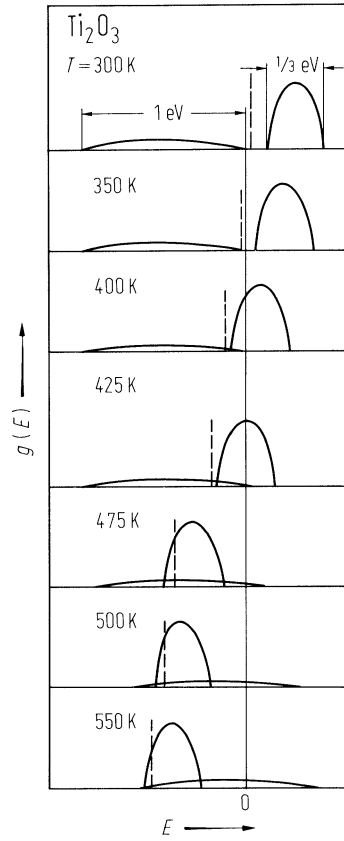 Ti₂O₃
T = 300 K
1/3 eV
1 eV
350 K
400 K
425 K
g(E)
475 K
500 K
550 K
0
E